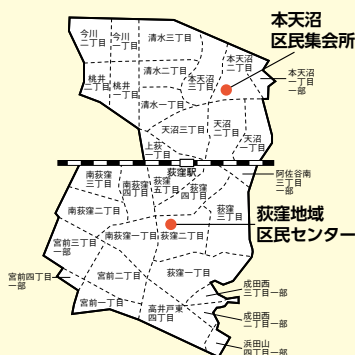 本天沼
区民集会所
今川
二丁目
今川
一丁目
清水三丁目
本天沼
二丁目
清水二丁目
本天沼
三丁目
本天沼
一丁目
一部
桃井
二丁目
桃井
一丁目
清水一丁目
天沼三丁目
天沼
二丁目
天沼
一丁目
上荻
一丁目
荻窪駅
南荻窪
三丁目
南荻窪
四丁目
荻窪
五丁目
荻窪
四丁目
阿佐谷南
三丁目
一部
南荻窪二丁目
荻窪
三丁目
荻窪地域
区民センター
南荻窪一丁目
荻窪二丁目
宮前三丁目
一部
宮前四丁目
一部
宮前二丁目
荻窪一丁目
成田西
三丁目一部
宮前一丁目
高井戸東
四丁目
成田西
二丁目一部
浜田山
四丁目一部